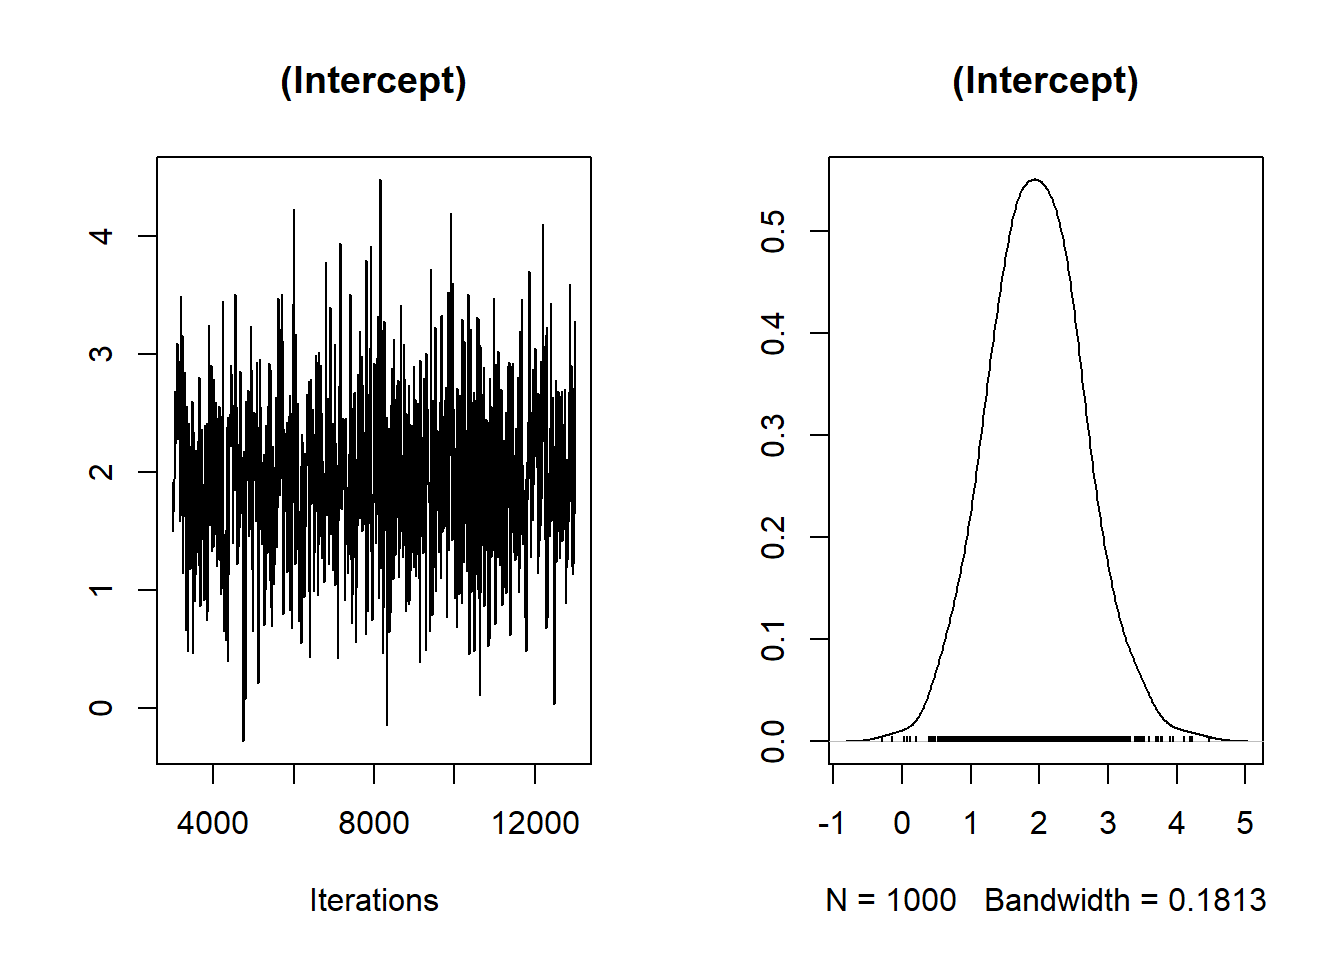 (Intercept)
4
3
2
1
0
4000 8000 12000
Iterations
(Intercept)
0.5
0.4
0.3
0.2
0.1
0.0
-1 0 1 2 3 4 5
N = 1000 Bandwidth = 0.1813